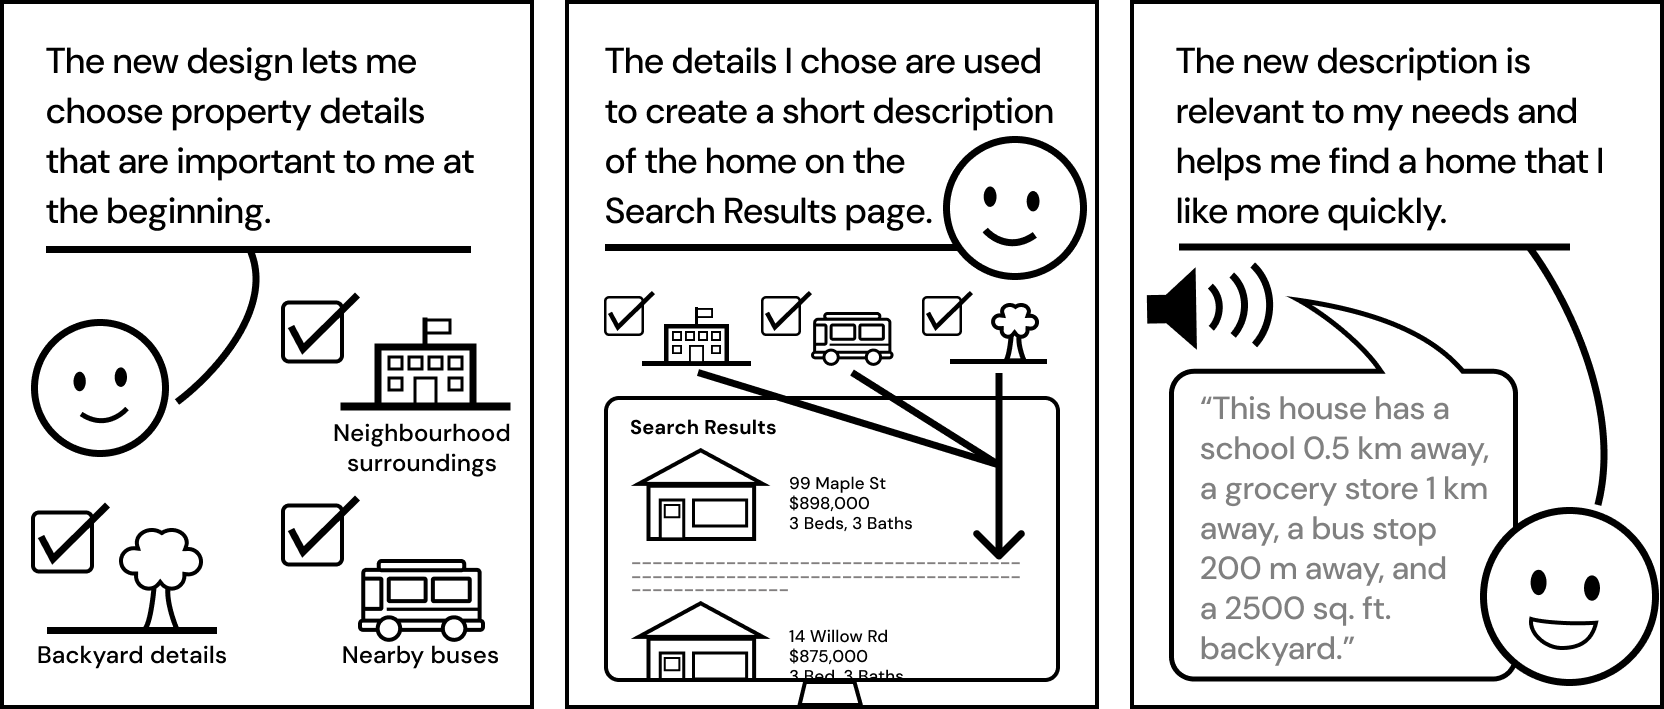 The new design lets me
choose property details
that are important to me at
the beginning.
Neighbourhood
surroundings
Backyard details
Nearby buses
The details I chose are used
to create a short description
of the home on the
Search Results page.
Search Results
99 Maple St
$898,000
3 Beds, 3 Baths
14 Willow Rd
$875,000
3 Bed, 3 Baths
The new description is
relevant to my needs and
helps me find a home that I
like more quickly.
“This house has a
school 0.5 km away,
a grocery store 1 km
away, a bus stop
200 m away, and
a 2500 sq. ft.
backyard.”